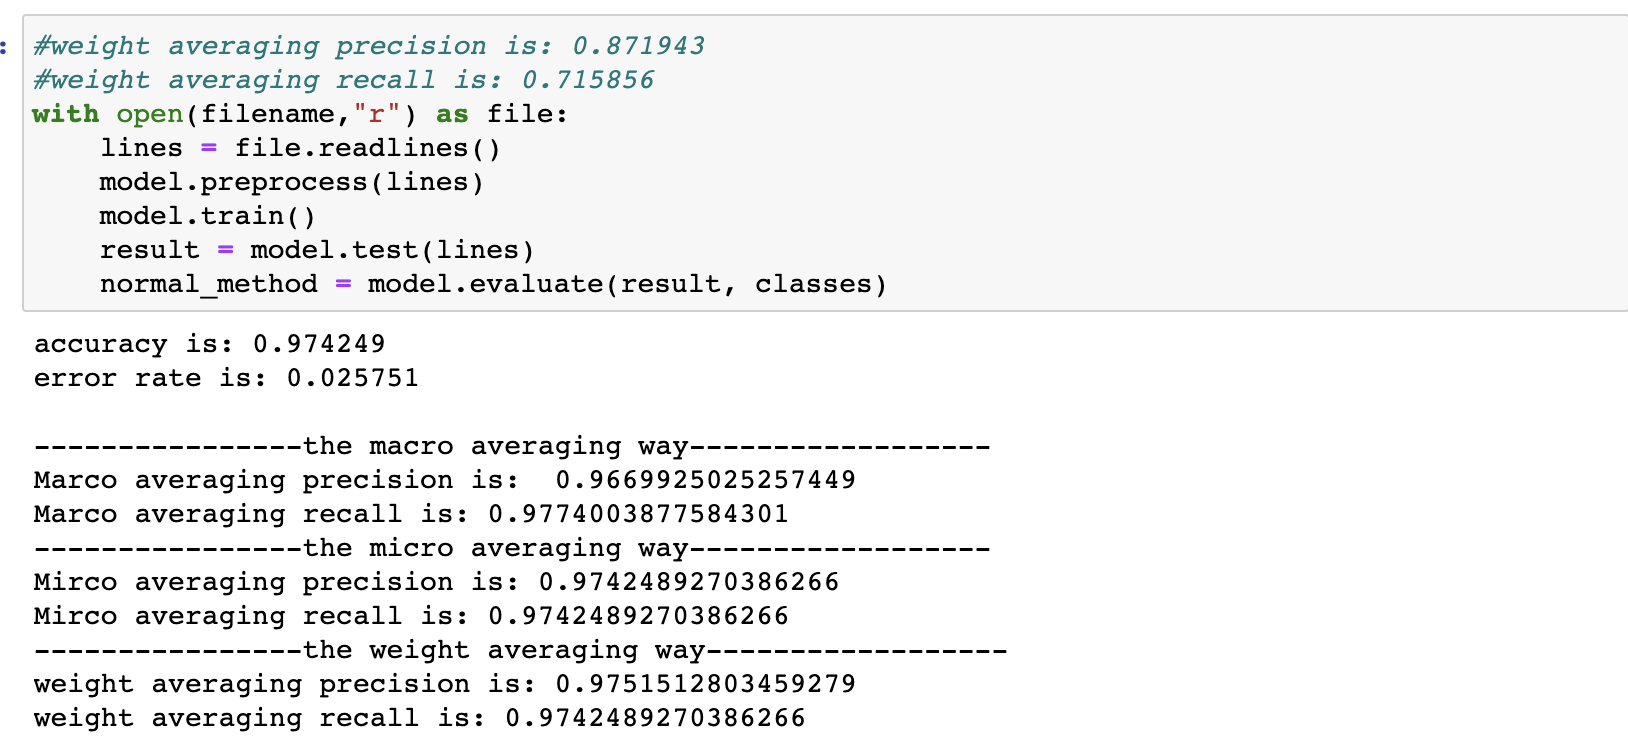 :
#weight averaging precision is: 0.871943
#weight averaging recall is: 0.715856
with open(filename,"r") as file:
    lines = file.readlines()
    model.preprocess(lines)
    model.train()
    result = model.test(lines)
    normal_method = model.evaluate(result, classes)
accuracy is: 0.974249
error rate is: 0.025751

----------------the macro averaging way------------------
Marco averaging precision is:  0.9669925025257449
Marco averaging recall is: 0.9774003877584301
----------------the micro averaging way------------------
Mirco averaging precision is: 0.9742489270386266
Mirco averaging recall is: 0.9742489270386266
----------------the weight averaging way------------------
weight averaging precision is: 0.9751512803459279
weight averaging recall is: 0.9742489270386266